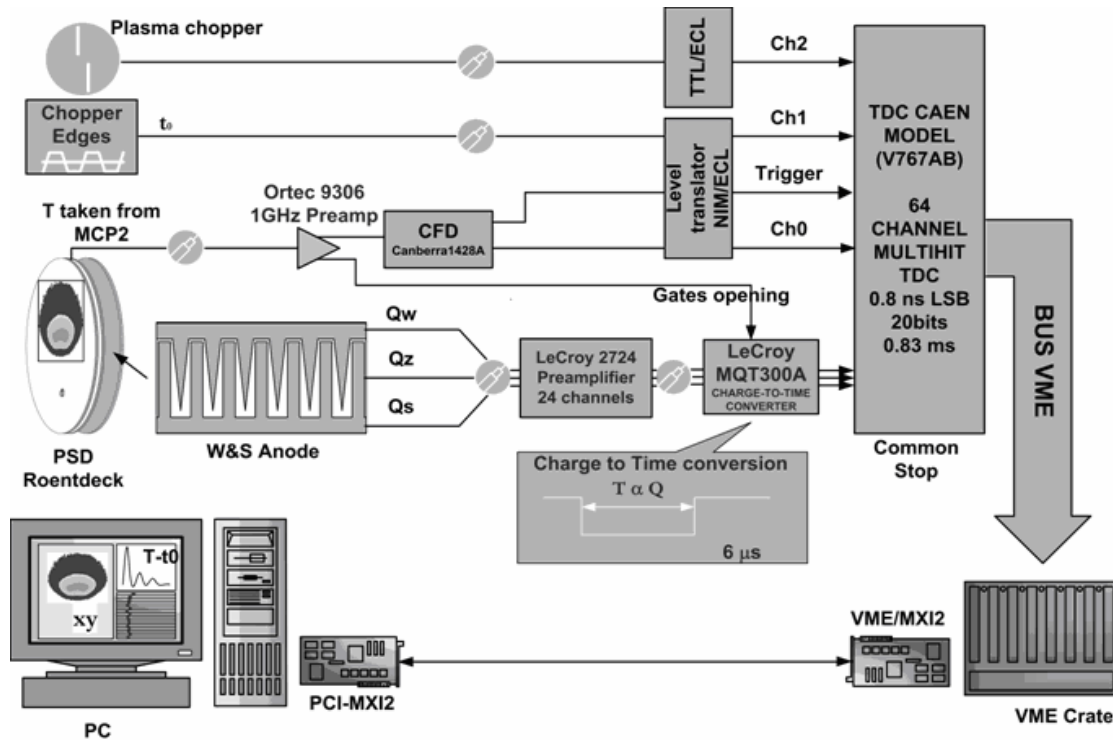 Plasma chopper
TTL/ECL
Ch2
Chopper
Edges
t₀
Ch1
TDC CAEN
MODEL
(V767AB)
Level
translator
NIM/ECL
Trigger
Ortec 9306
1GHz Preamp
T taken from
MCP2
CFD
Canberra1428A
Ch0
64
CHANNEL
MULTIHIT
TDC
0.8 ns LSB
20bits
0.83 ms
Gates opening
Qw
Qz
Qs
LeCroy 2724
Preamplifier
24 channels
LeCroy
MQT300A
CHARGE-TO-TIME
CONVERTER
BUS VME
W&S Anode
PSD
Roentdeck
Common
Stop
Charge to Time conversion
T α Q
6 µs
T-t0
xy
PC
PCI-MXI2
VME/MXI2
VME Crate